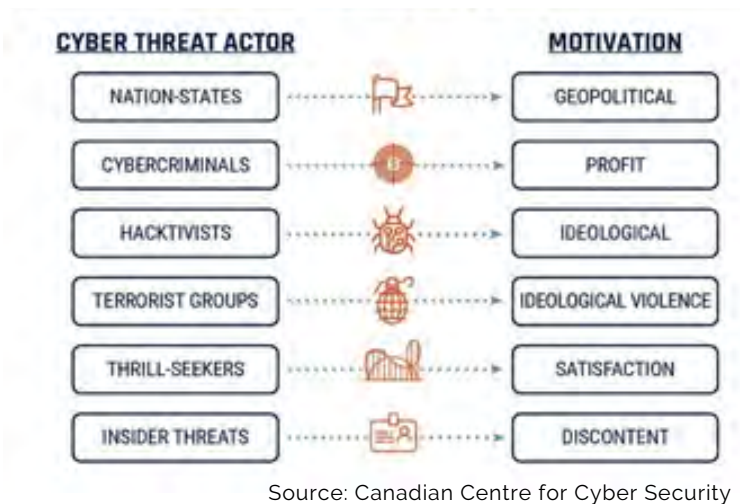 CYBER THREAT ACTOR MOTIVATION
NATION-STATES GEOPOLITICAL
CYBERCRIMINALS PROFIT
HACKTIVISTS IDEOLOGICAL
TERRORIST GROUPS IDEOLOGICAL VIOLENCE
THRILL-SEEKERS SATISFACTION
INSIDER THREATS DISCONTENT
Source: Canadian Centre for Cyber Security